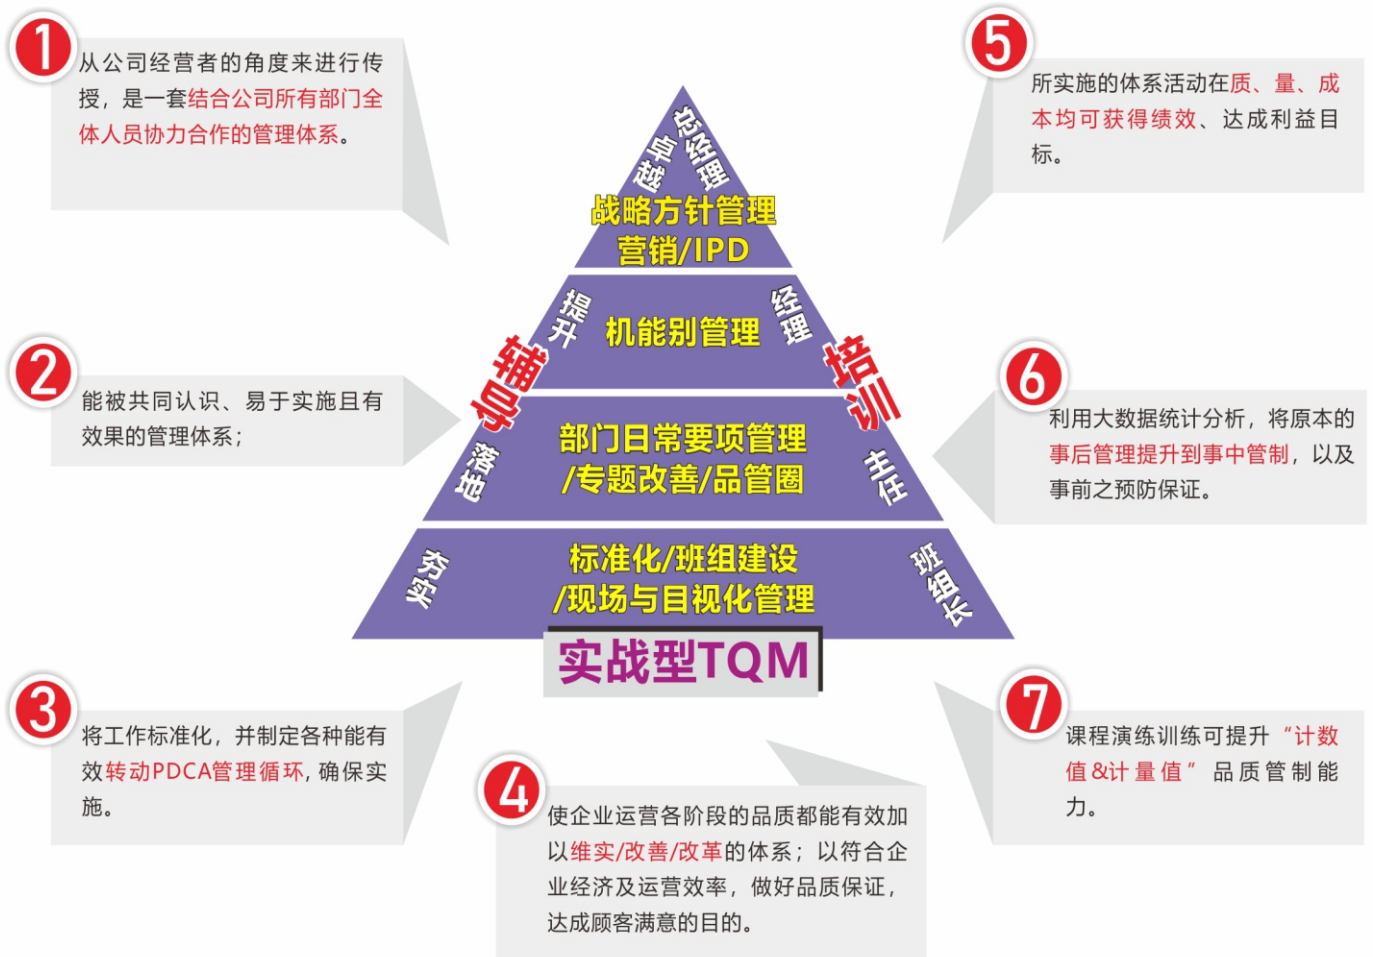 1
从公司经营者的角度来进行传
授，是一套结合公司所有部门全
体人员协力合作的管理体系。
2
能被共同认识、易于实施且有
效果的管理体系；
3
将工作标准化，并制定各种能有
效转动PDCA管理循环，确保实
施。
卓越
总经理
战略方针管理
营销/IPD
提升
机能别管理
经理
辅导
培训
落地
部门日常要项管理
/专题改善/品管圈
主任
夯实
标准化/班组建设
/现场与目视化管理
班组长
实战型TQM
4
使企业运营各阶段的品质都能有效加
以维实/改善/改革的体系；以符合企
业经济及运营效率，做好品质保证，
达成顾客满意的目的。
5
所实施的体系活动在质、量、成
本均可获得绩效、达成利益目
标。
6
利用大数据统计分析，将原本的
事后管理提升到事中管制，以及
事前之预防保证。
7
课程演练训练可提升“计数
值&计量值”品质管制能
力。